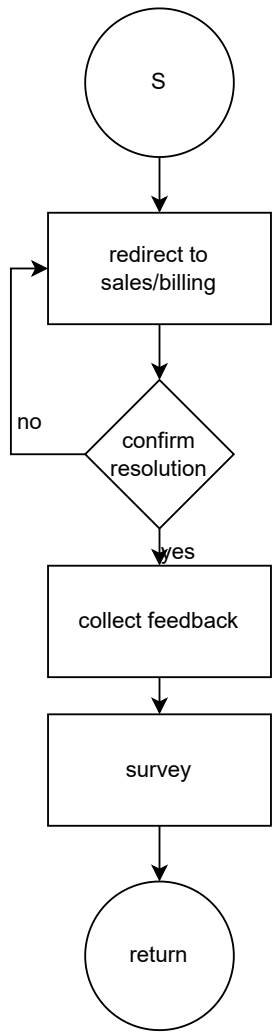 S
redirect to
sales/billing
no
confirm
resolution
yes
collect feedback
survey
return